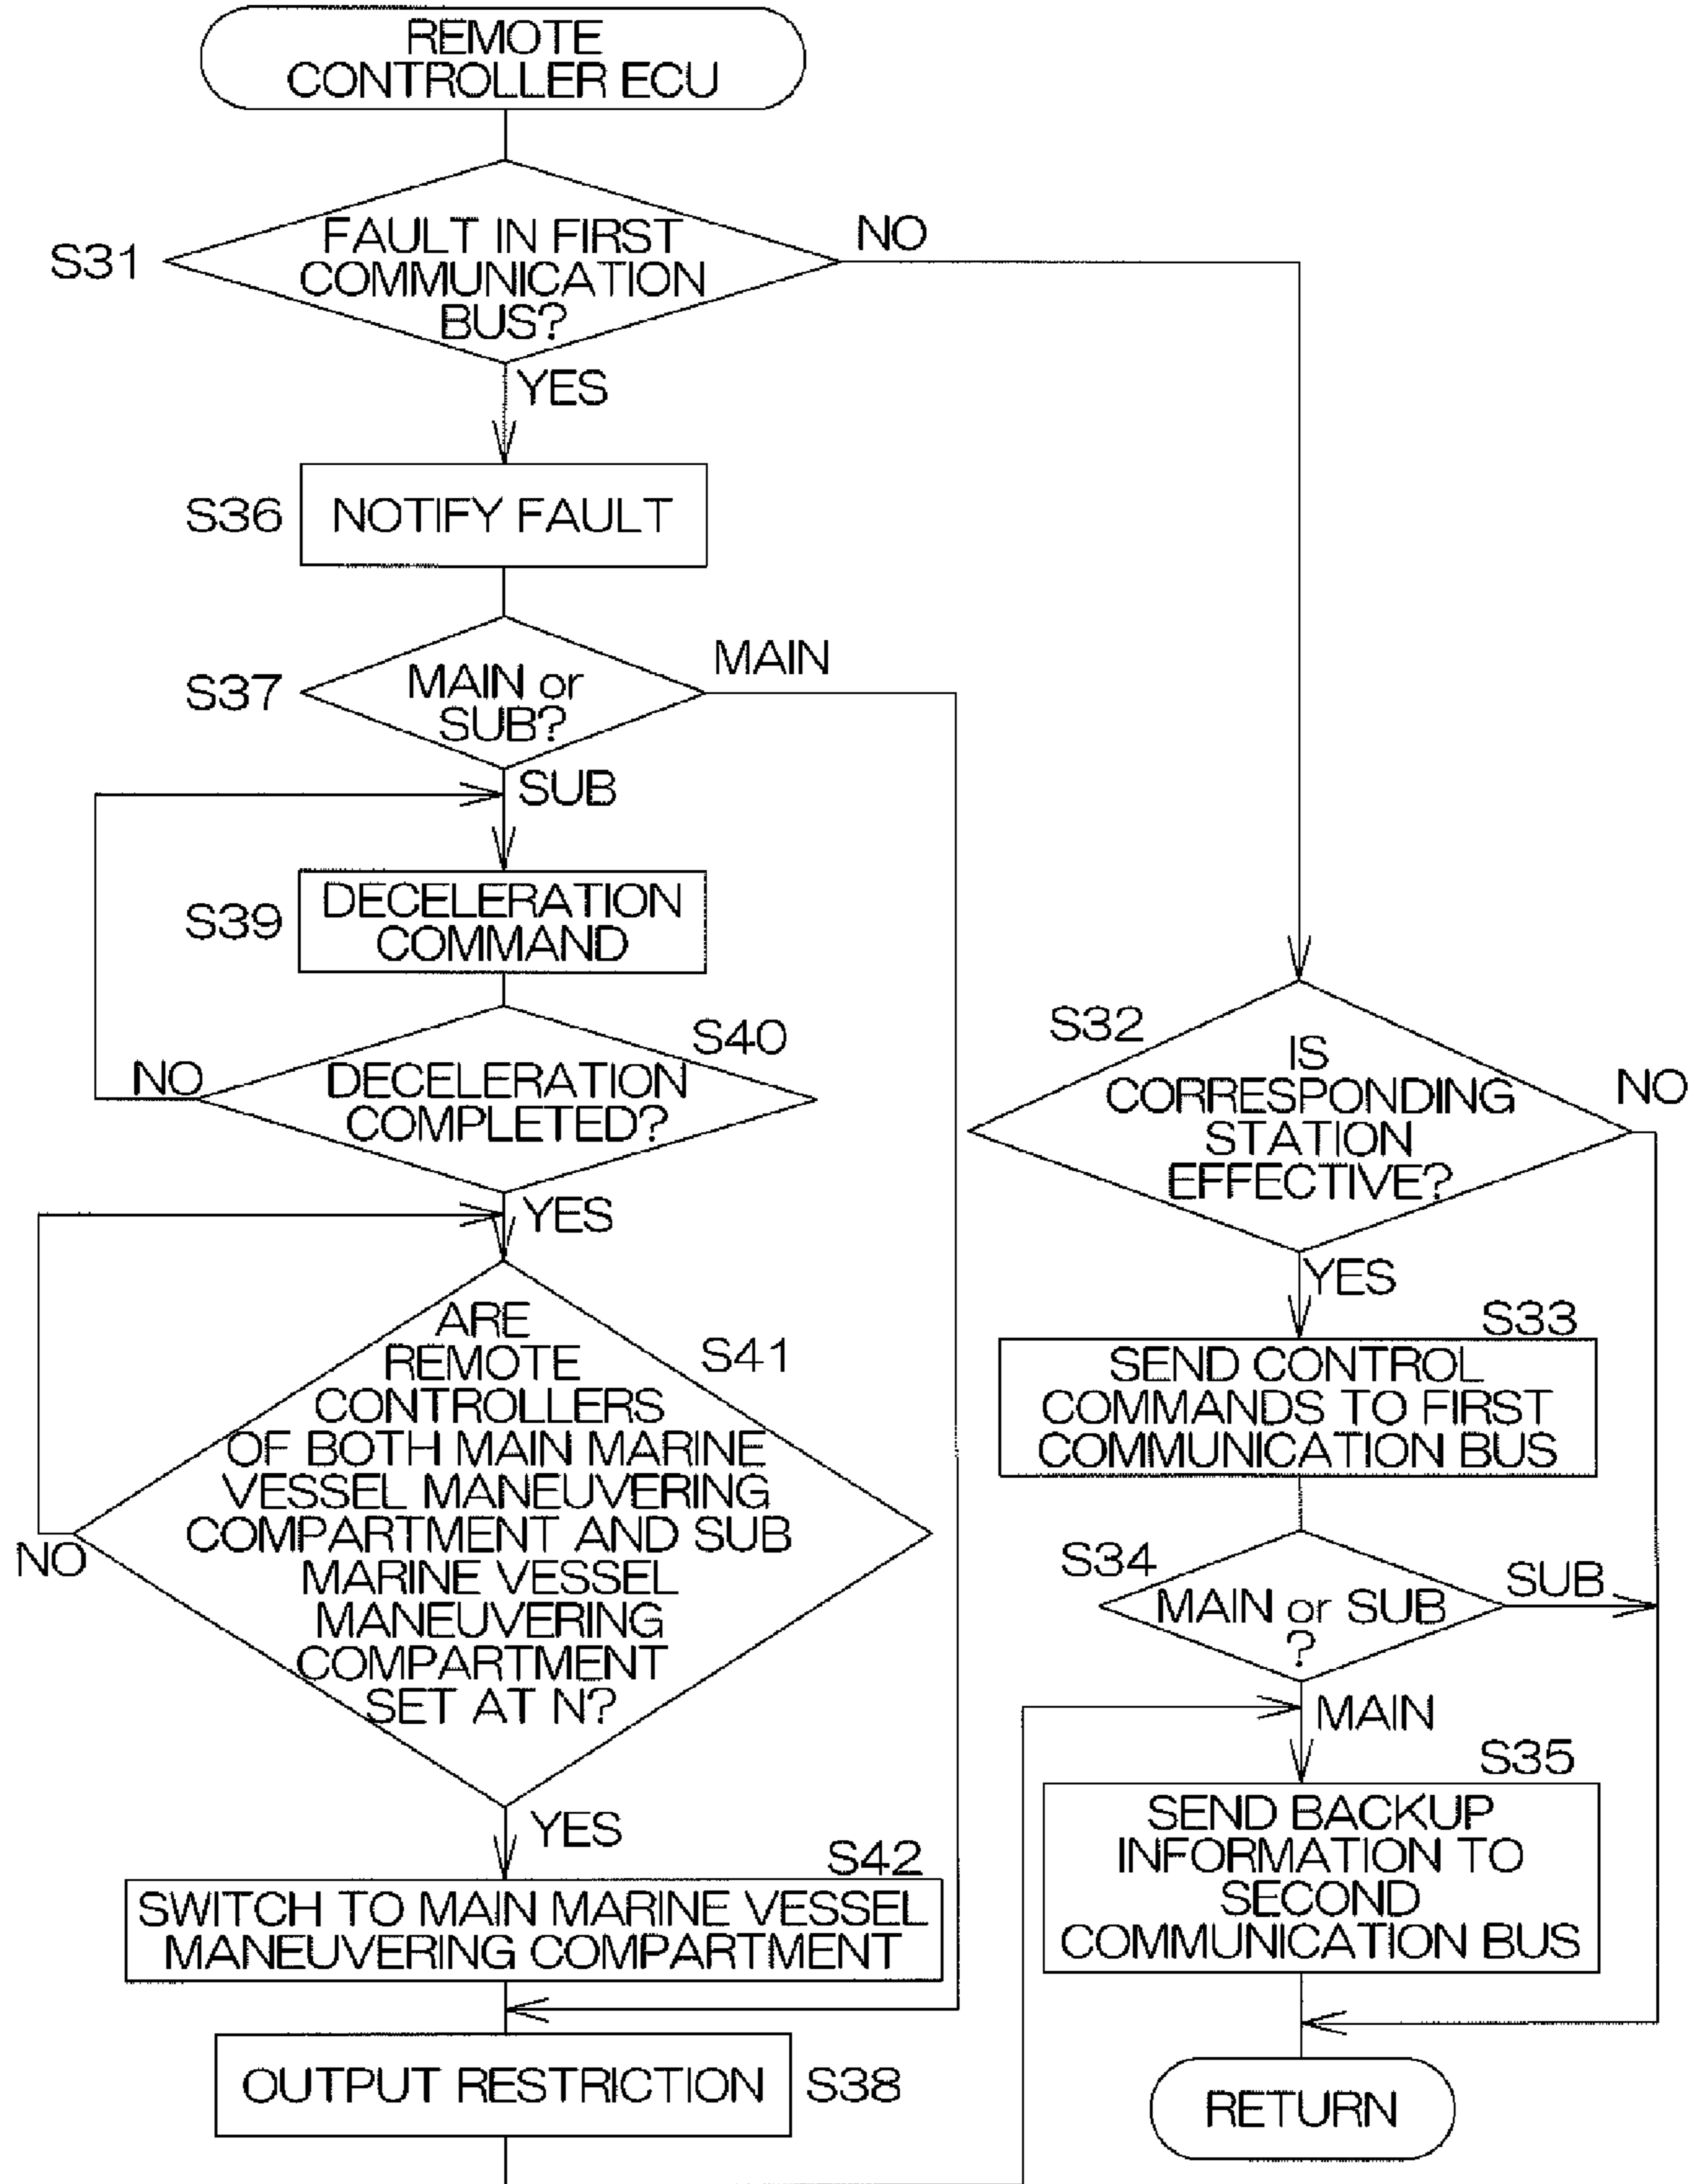 REMOTE
CONTROLLER ECU
S31
FAULT IN FIRST
COMMUNICATION
BUS?
NO
YES
S36
NOTIFY FAULT
S37
MAIN or
SUB?
MAIN
SUB
S39
DECELERATION
COMMAND
S40
NO
DECELERATION
COMPLETED?
YES
S41
ARE
REMOTE
CONTROLLERS
OF BOTH MAIN MARINE
VESSEL MANEUVERING
COMPARTMENT AND SUB
MARINE VESSEL
MANEUVERING
COMPARTMENT
SET AT N?
NO
YES
S42
SWITCH TO MAIN MARINE VESSEL
MANEUVERING COMPARTMENT
OUTPUT RESTRICTION
S38
S32
IS
CORRESPONDING
STATION
EFFECTIVE?
NO
YES
S33
SEND CONTROL
COMMANDS TO FIRST
COMMUNICATION BUS
S34
MAIN or SUB
?
SUB
MAIN
S35
SEND BACKUP
INFORMATION TO
SECOND
COMMUNICATION BUS
RETURN